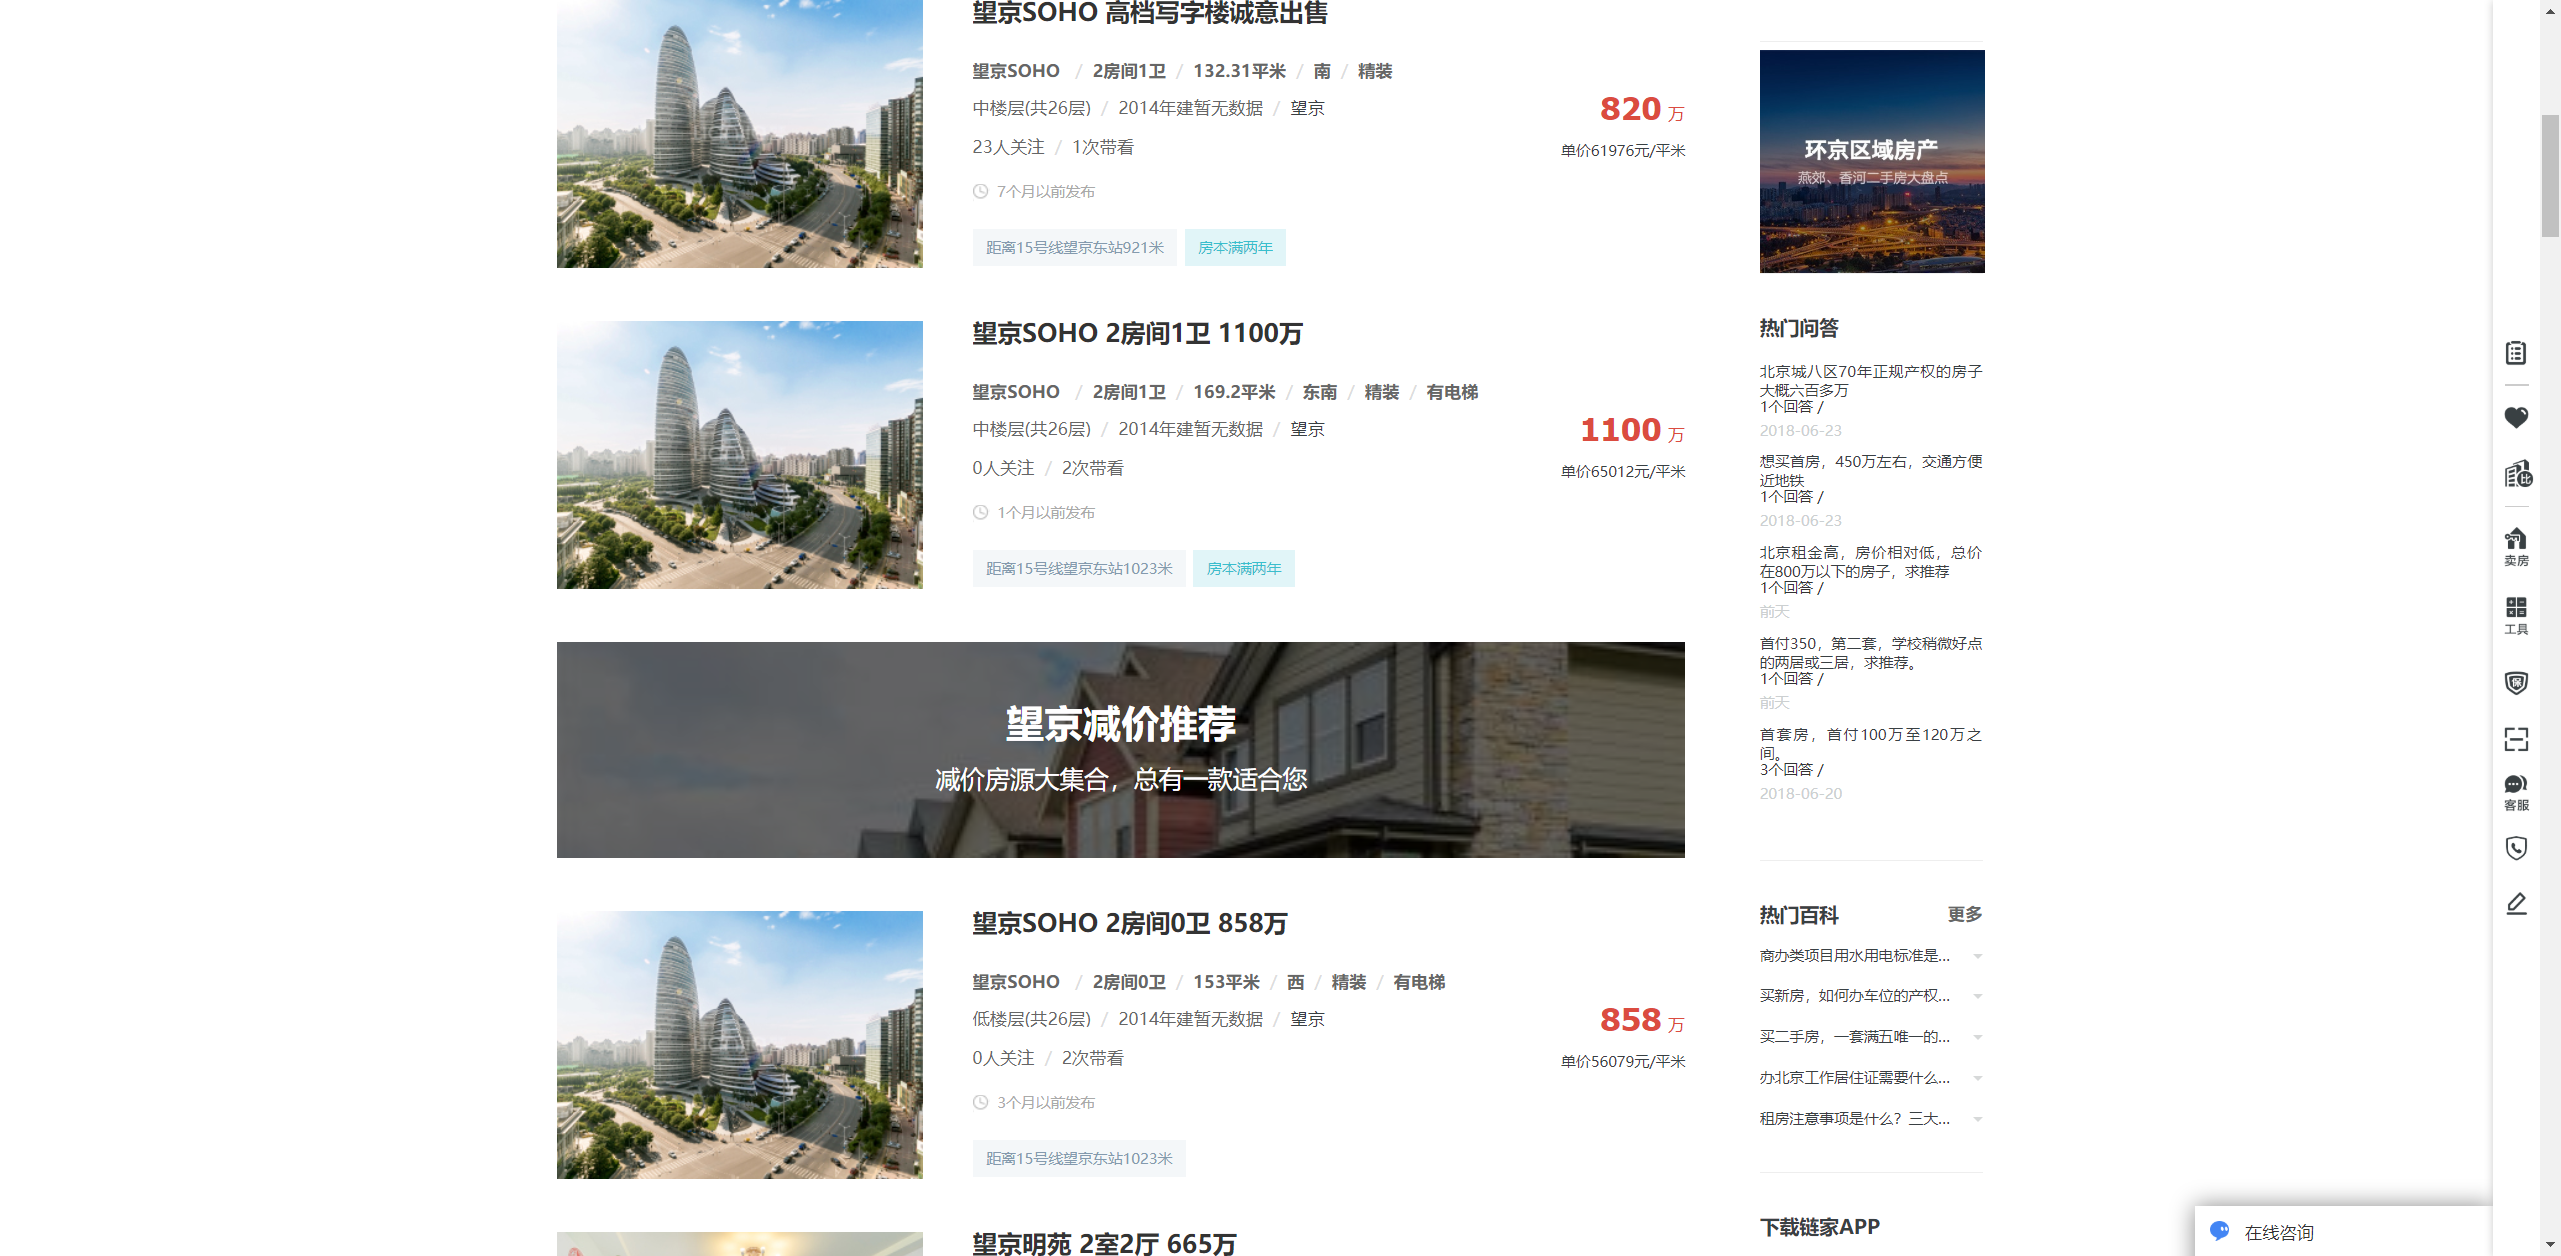 望京SOHO 高档写字楼诚意出售
望京SOHO / 2房间1卫 / 132.31平米 / 南 / 精装
中楼层(共26层) / 2014年建暂无数据 / 望京
23人关注 / 1次带看
7个月以前发布
距离15号线望京东站921米 房本满两年
820 万
单价61976元/平米
望京SOHO 2房间1卫 1100万
望京SOHO / 2房间1卫 / 169.2平米 / 东南 / 精装 / 有电梯
中楼层(共26层) / 2014年建暂无数据 / 望京
0人关注 / 2次带看
1个月以前发布
距离15号线望京东站1023米 房本满两年
1100 万
单价65012元/平米
望京减价推荐
减价房源大集合，总有一款适合您
望京SOHO 2房间0卫 858万
望京SOHO / 2房间0卫 / 153平米 / 西 / 精装 / 有电梯
低楼层(共26层) / 2014年建暂无数据 / 望京
0人关注 / 2次带看
3个月以前发布
距离15号线望京东站1023米
858 万
单价56079元/平米
望京明苑 2室2厅 665万
环京区域房产
燕郊、香河二手房大盘点
热门问答
北京城八区70年正规产权的房子
大概六百多万
1个回答 /
2018-06-23
想买首房，450万左右，交通方便
近地铁
1个回答 /
2018-06-23
北京租金高，房价相对低，总价
在800万以下的房子，求推荐
1个回答 /
前天
首付350，第二套，学校稍微好点
的两居或三居，求推荐。
1个回答 /
前天
首套房，首付100万至120万之
间。
3个回答 /
2018-06-20
热门百科 更多
商办类项目用水用电标准是...
买新房，如何办车位的产权...
买二手房，一套满五唯一的...
办北京工作居住证需要什么...
租房注意事项是什么？三大...
下载链家APP
比
卖房
工具
保
客服
在线咨询